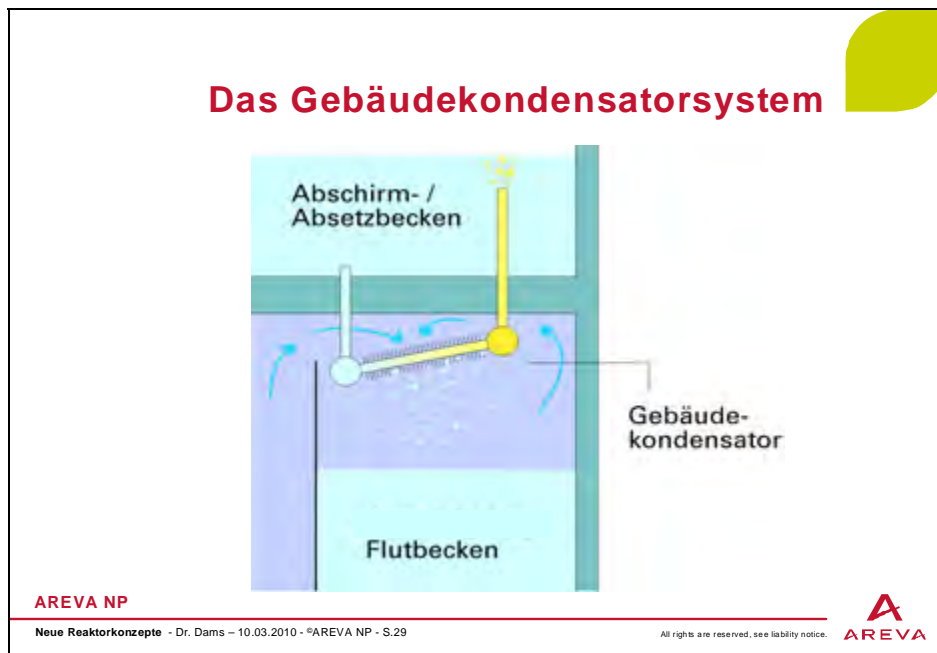 Das Gebäudekondensatorsystem
Abschirm- /
Absetzbecken
Gebäude-
kondensator
Flutbecken
AREVA NP
Neue Reaktorkonzepte - Dr. Dams – 10.03.2010 - ©AREVA NP - S.29
All rights are reserved, see liability notice.
AREVA